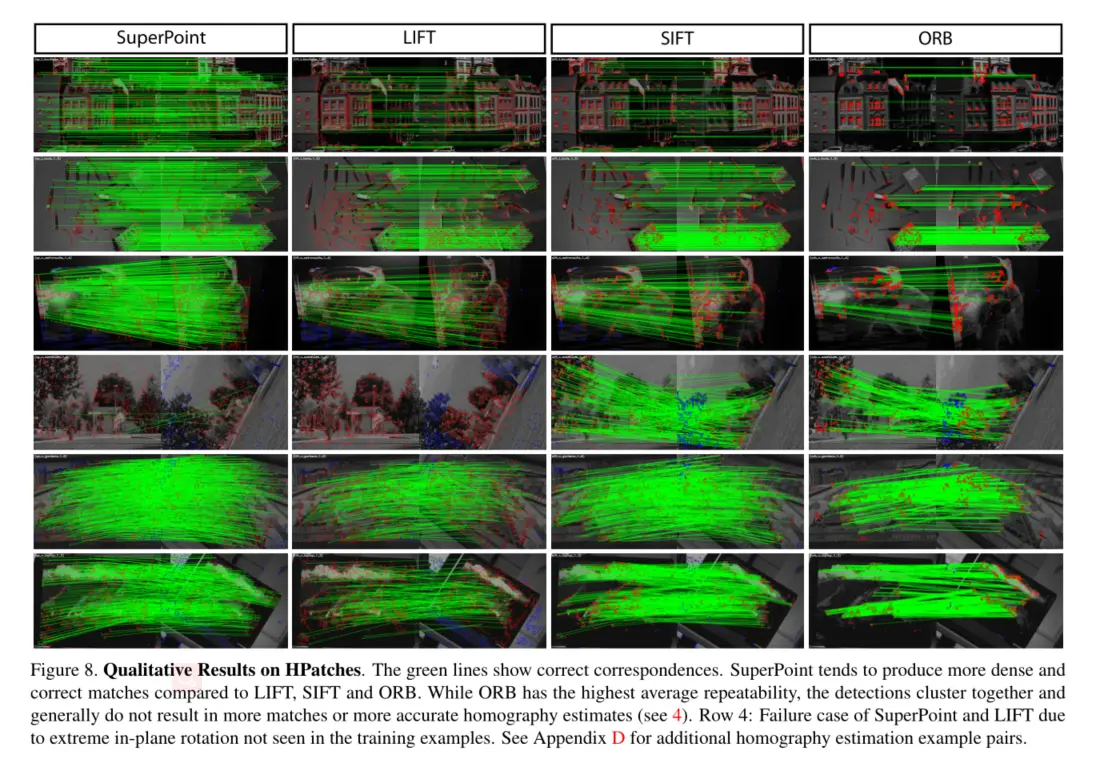 SuperPoint
LIFT
SIFT
ORB
Figure 8. Qualitative Results on HPatches. The green lines show correct correspondences. SuperPoint tends to produce more dense and
correct matches compared to LIFT, SIFT and ORB. While ORB has the highest average repeatability, the detections cluster together and
generally do not result in more matches or more accurate homography estimates (see 4). Row 4: Failure case of SuperPoint and LIFT due
to extreme in-plane rotation not seen in the training examples. See Appendix D for additional homography estimation example pairs.